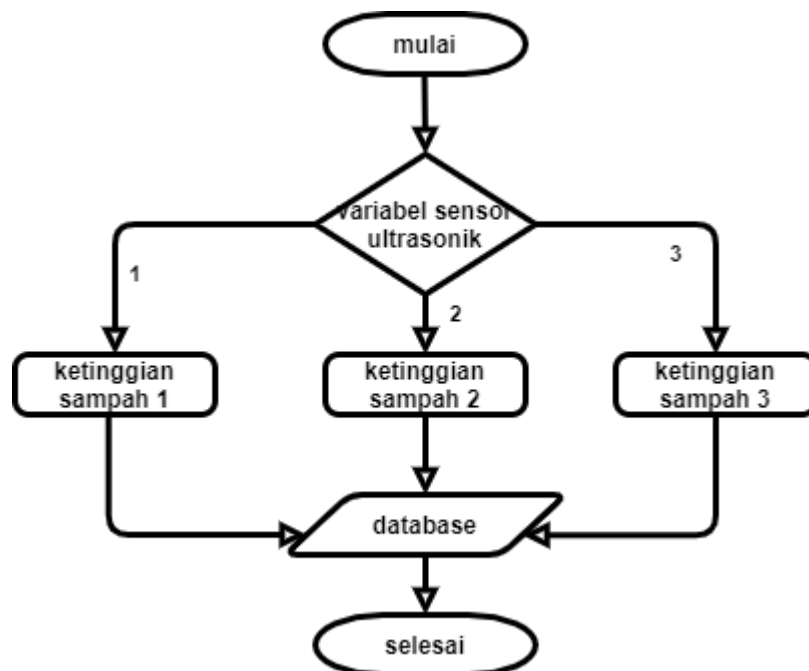 mulai
variabel sensor
ultrasonik
1
2
3
ketinggian
sampah 1
ketinggian
sampah 2
ketinggian
sampah 3
database
selesai